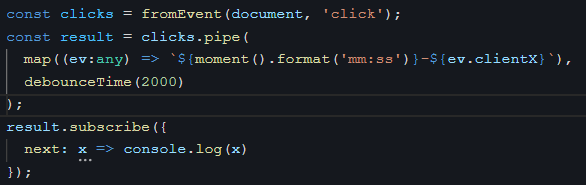 const clicks = fromEvent(document, 'click');
const result = clicks.pipe(
  map((ev:any) => `${moment().format('mm:ss')}-${ev.clientX}`),
  debounceTime(2000)
);
result.subscribe({
  next: x => console.log(x)
});